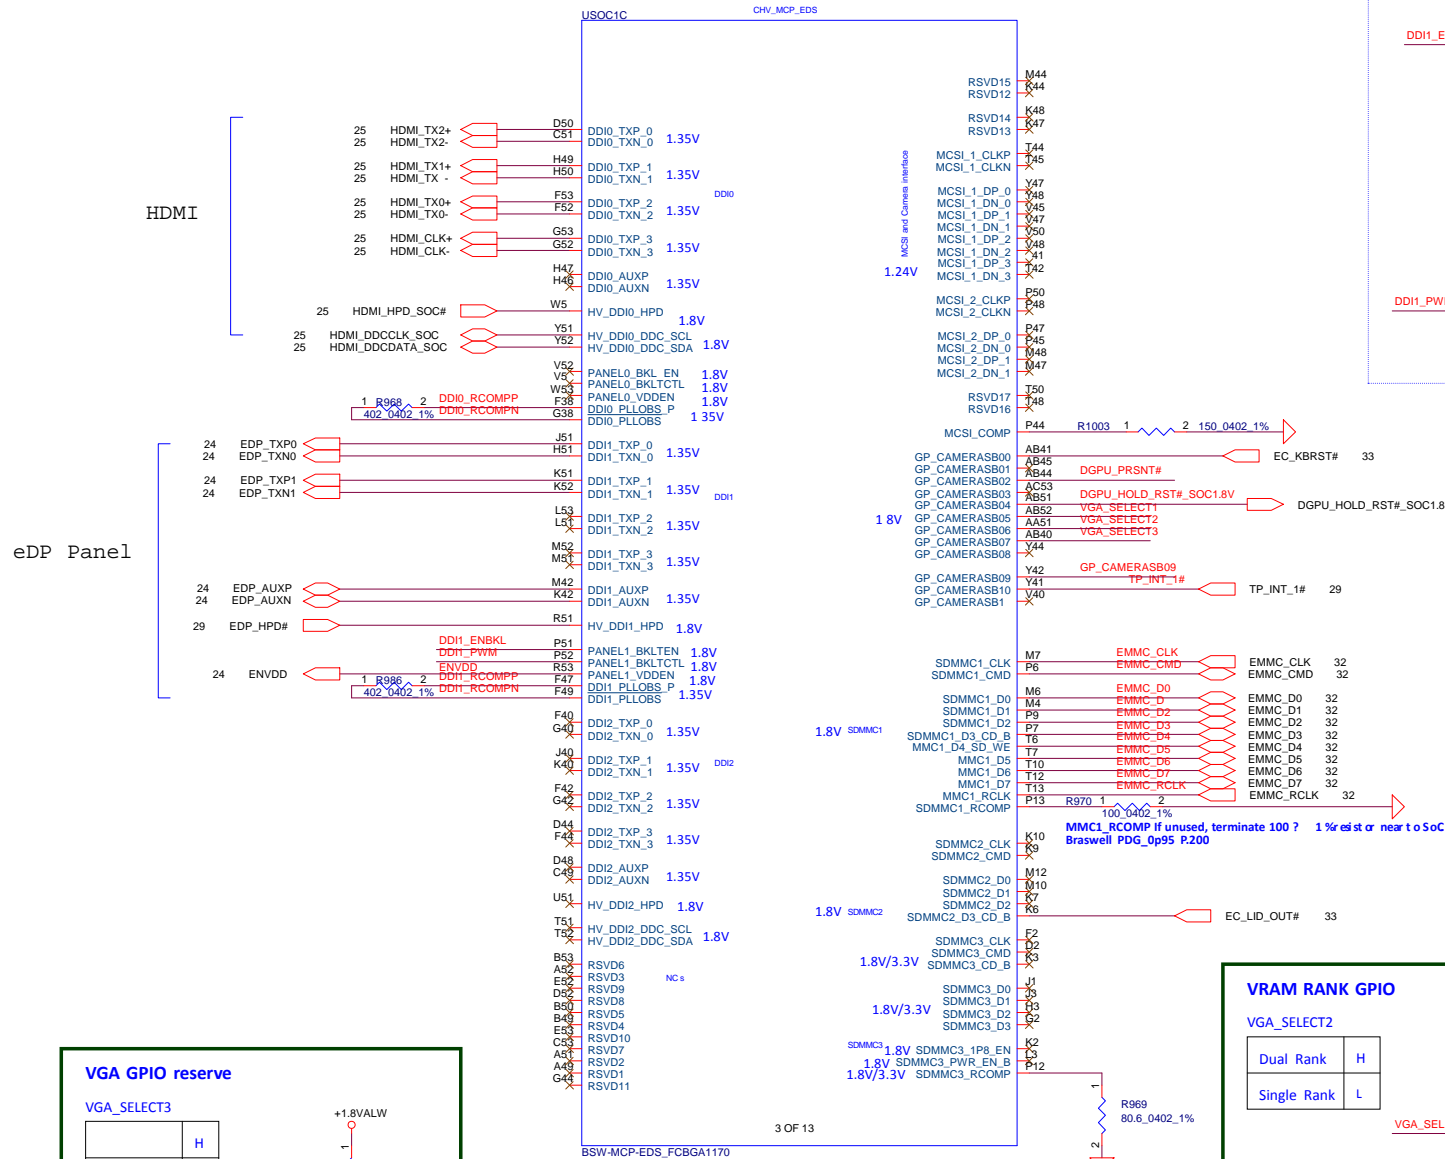 USOC1C
CHV_MCP_EDS
HDMI
25 HDMI_TX2+ D50 DDI0_TXP_0
25 HDMI_TX2- C51 DDI0_TXN_0 1.35V
25 HDMI_TX1+ H49 DDI0_TXP_1
25 HDMI_TX - H50 DDI0_TXN_1 1.35V
DDI0
25 HDMI_TX0+ F53 DDI0_TXP_2
25 HDMI_TX0- F52 DDI0_TXN_2 1.35V
25 HDMI_CLK+ G53 DDI0_TXP_3
25 HDMI_CLK- G52 DDI0_TXN_3 1.35V
H47 DDI0_AUXP
H46 DDI0_AUXN 1.35V
25 HDMI_HPD_SOC# W5 HV_DDI0_HPD 1.8V
25 HDMI_DDCCLK_SOC Y51 HV_DDI0_DDC_SCL
25 HDMI_DDCDATA_SOC Y52 HV_DDI0_DDC_SDA 1.8V
V52 PANEL0_BKL EN 1.8V
V5 PANEL0_BKLTCTL 1.8V
W53 PANEL0_VDDEN 1.8V
1 R968 2 DDI0_RCOMPP F38 DDI0_PLLOBS_P
402_0402_1% DDI0_RCOMPN G38 DDI0_PLLOBS 1 35V
eDP Panel
24 EDP_TXP0 J51 DDI1_TXP_0
24 EDP_TXN0 H51 DDI1_TXN_0 1.35V
24 EDP_TXP1 K51 DDI1_TXP_1
24 EDP_TXN1 K52 DDI1_TXN_1 1.35V
DDI1
L53 DDI1_TXP_2
L51 DDI1_TXN_2 1.35V
M52 DDI1_TXP_3
M51 DDI1_TXN_3 1.35V
24 EDP_AUXP M42 DDI1_AUXP
24 EDP_AUXN K42 DDI1_AUXN 1.35V
29 EDP_HPD# R51 HV_DDI1_HPD 1.8V
DDI1_ENBKL P51 PANEL1_BKLTEN 1.8V
DDI1_PWM P52 PANEL1_BKLTCTL 1.8V
24 ENVDD ENVDD R53 PANEL1_VDDEN 1.8V
1 R986 2 DDI1_RCOMPP F47 DDI1_PLLOBS_P
402_0402_1% DDI1_RCOMPN F49 DDI1_PLLOBS 1.35V
F40 DDI2_TXP_0
G40 DDI2_TXN_0 1.35V
J40 DDI2_TXP_1
K40 DDI2_TXN_1 1.35V
DDI2
F42 DDI2_TXP_2
G42 DDI2_TXN_2 1.35V
D44 DDI2_TXP_3
F44 DDI2_TXN_3 1.35V
D48 DDI2_AUXP
C49 DDI2_AUXN 1.35V
U51 HV_DDI2_HPD 1.8V
T51 HV_DDI2_DDC_SCL
T52 HV_DDI2_DDC_SDA 1.8V
B53 RSVD6
A52 RSVD3
NC s
E52 RSVD9
D52 RSVD8
B50 RSVD5
B49 RSVD4
E53 RSVD10
C53 RSVD7
A51 RSVD2
A49 RSVD1
G44 RSVD11
RSVD15 M44
RSVD12 K44
RSVD14 K48
RSVD13 K47
MCSI and Camera interface
MCSI_1_CLKP T44
MCSI_1_CLKN T45
MCSI_1_DP_0 Y47
MCSI_1_DN_0 Y48
MCSI_1_DP_1 V45
MCSI_1_DN_1 V47
MCSI_1_DP_2 V50
MCSI_1_DN_2 V48
MCSI_1_DP_3 41
MCSI_1_DN_3 T42
1.24V
MCSI_2_CLKP P50
MCSI_2_CLKN P48
MCSI_2_DP_0 P47
MCSI_2_DN_0 P45
MCSI_2_DP_1 M48
MCSI_2_DN_1 M47
RSVD17 T50
RSVD16 T48
MCSI_COMP P44 R1003 1 2 150_0402_1%
GP_CAMERASB00 AB41 EC_KBRST# 33
GP_CAMERASB01 AB45
GP_CAMERASB02 AB44 DGPU_PRSNT#
GP_CAMERASB03 AC53
GP_CAMERASB04 AB51 DGPU_HOLD_RST#_SOC1.8V DGPU_HOLD_RST#_SOC1.8
1 8V GP_CAMERASB05 AB52 VGA_SELECT1
GP_CAMERASB06 AA51 VGA_SELECT2
GP_CAMERASB07 AB40 VGA_SELECT3
GP_CAMERASB08 Y44
GP_CAMERASB09 Y42 GP_CAMERASB09
GP_CAMERASB10 Y41 TP_INT_1# TP_INT_1# 29
GP_CAMERASB1 V40
SDMMC1_CLK M7 EMMC_CLK EMMC_CLK 32
SDMMC1_CMD P6 EMMC_CMD EMMC_CMD 32
SDMMC1_D0 M6 EMMC_D0 EMMC_D0 32
SDMMC1_D1 M4 EMMC_D EMMC_D1 32
SDMMC1_D2 P9 EMMC_D2 EMMC_D2 32
1.8V SDMMC1 SDMMC1_D3_CD_B P7 EMMC_D3 EMMC_D3 32
MMC1_D4_SD_WE T6 EMMC_D4 EMMC_D4 32
MMC1_D5 T7 EMMC_D5 EMMC_D5 32
MMC1_D6 T10 EMMC_D6 EMMC_D6 32
MMC1_D7 T12 EMMC_D7 EMMC_D7 32
MMC1_RCLK T13 EMMC_RCLK EMMC_RCLK 32
SDMMC1_RCOMP P13 R970 1 2
100_0402_1%
MMC1_RCOMP If unused, terminate 100 ? 1 %resistor near to SoC
Braswell PDG_0p95 P.200
SDMMC2_CLK K10
SDMMC2_CMD K9
SDMMC2_D0 M12
SDMMC2_D1 M10
SDMMC2_D2 K7
1.8V SDMMC2 SDMMC2_D3_CD_B K6 EC_LID_OUT# 33
SDMMC3_CLK F2
SDMMC3_CMD D2
1.8V/3.3V SDMMC3_CD_B K3
SDMMC3_D0 J1
SDMMC3_D1 J3
1.8V/3.3V SDMMC3_D2 H3
SDMMC3_D3 G2
SDMMC3 1.8V SDMMC3_1P8_EN K2
1.8V SDMMC3_PWR_EN_B L3
1.8V/3.3V SDMMC3_RCOMP P12
1 R969
80.6_0402_1%
2
3 OF 13
BSW-MCP-EDS_FCBGA1170
DDI1_E
DDI1_PW
VGA GPIO reserve
VGA_SELECT3
H
+1.8VALW
1
VRAM RANK GPIO
VGA_SELECT2
Dual Rank H
Single Rank L
VGA_SEL